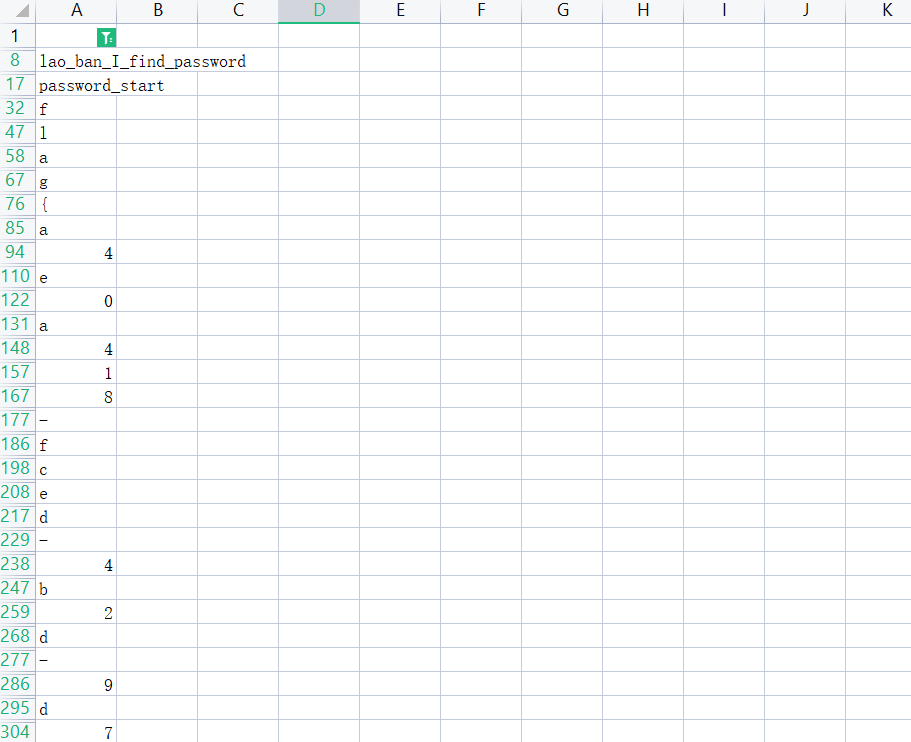 A B C D E F G H I J K
1
8 lao_ban_I_find_password
17 password_start
32 f
47 l
58 a
67 g
76 {
85 a
94 4
110 e
122 0
131 a
148 4
157 1
167 8
177 -
186 f
198 c
208 e
217 d
229 -
238 4
247 b
259 2
268 d
277 -
286 9
295 d
304 7